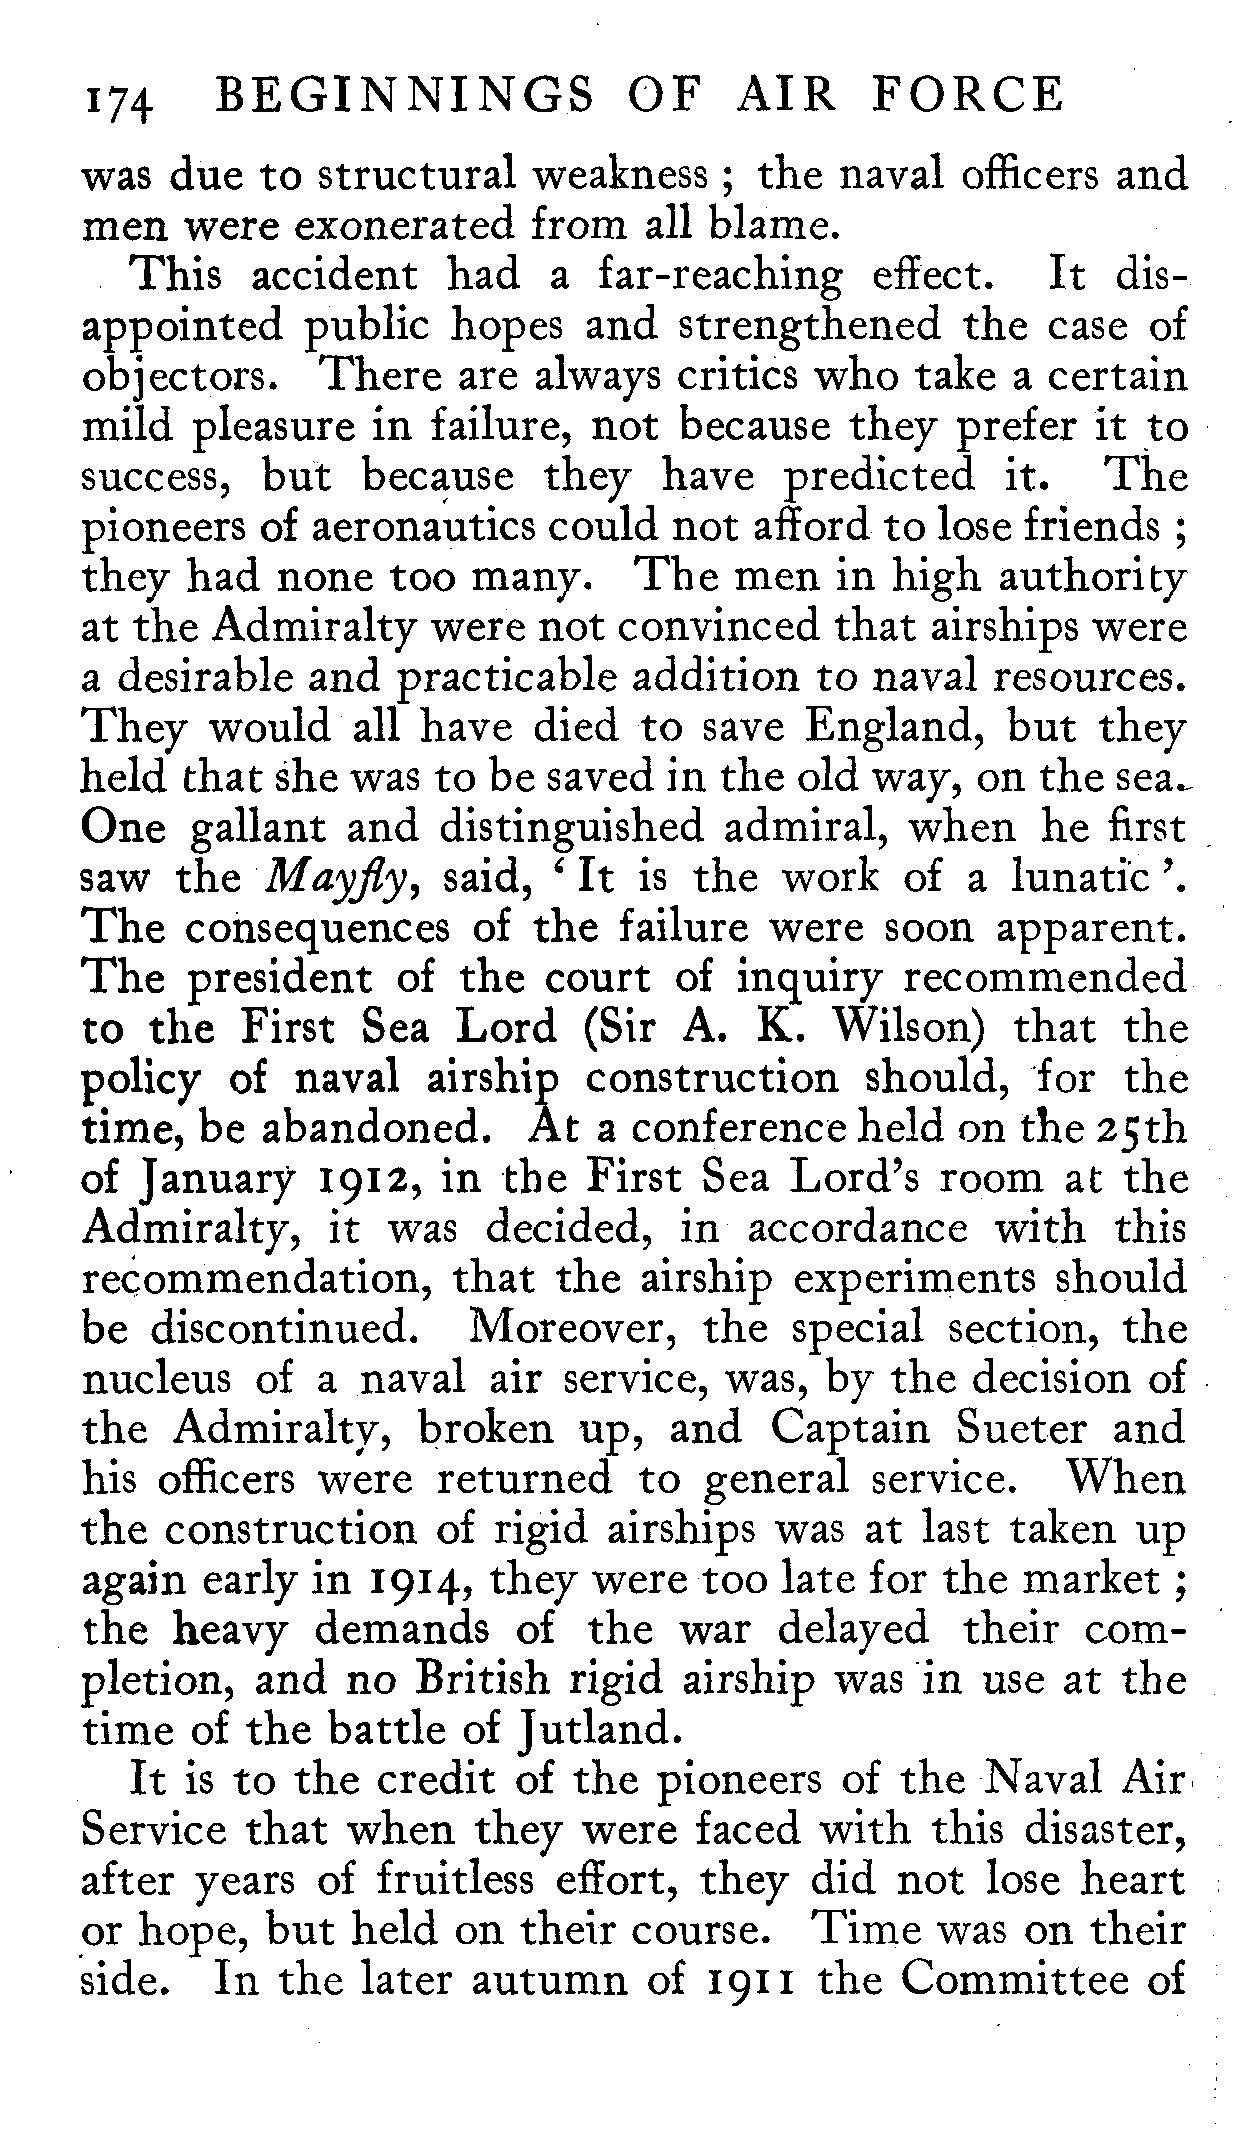 174 BEGINNINGS OF AIR FORCE
was due to structural weakness ; the naval officers and
men were exonerated from all blame.
This accident had a far-reaching effect. It dis-
appointed public hopes and strengthened the case of
objectors. There are always critics who take a certain
mild pleasure in failure, not because they prefer it to
success, but because they have predicted it. The
pioneers of aeronautics could not afford to lose friends ;
they had none too many. The men in high authority
at the Admiralty were not convinced that airships were
a desirable and practicable addition to naval resources.
They would all have died to save England, but they
held that she was to be saved in the old way, on the sea.
One gallant and distinguished admiral, when he first
saw the Mayfly, said, ‘ It is the work of a lunatic ’.
The consequences of the failure were soon apparent.
The president of the court of inquiry recommended
to the First Sea Lord (Sir A. K. Wilson) that the
policy of naval airship construction should, for the
time, be abandoned. At a conference held on the 25th
of January 1912, in the First Sea Lord’s room at the
Admiralty, it was decided, in accordance with this
recommendation, that the airship experiments should
be discontinued. Moreover, the special section, the
nucleus of a naval air service, was, by the decision of
the Admiralty, broken up, and Captain Sueter and
his officers were returned to general service. When
the construction of rigid airships was at last taken up
again early in 1914, they were too late for the market ;
the heavy demands of the war delayed their com-
pletion, and no British rigid airship was in use at the
time of the battle of Jutland.
It is to the credit of the pioneers of the Naval Air
Service that when they were faced with this disaster,
after years of fruitless effort, they did not lose heart
or hope, but held on their course. Time was on their
side. In the later autumn of 1911 the Committee of